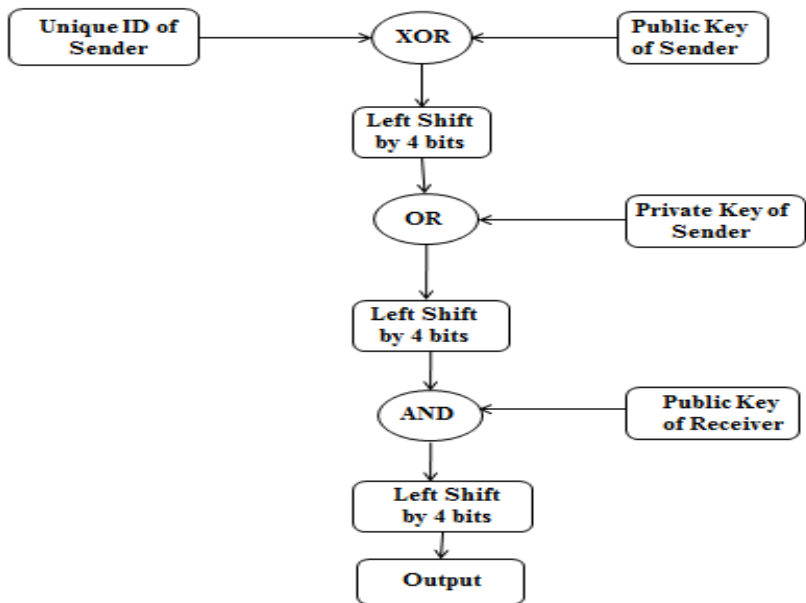 Unique ID of
Sender
XOR
Public Key
of Sender
Left Shift
by 4 bits
OR
Private Key of
Sender
Left Shift
by 4 bits
AND
Public Key
of Receiver
Left Shift
by 4 bits
Output